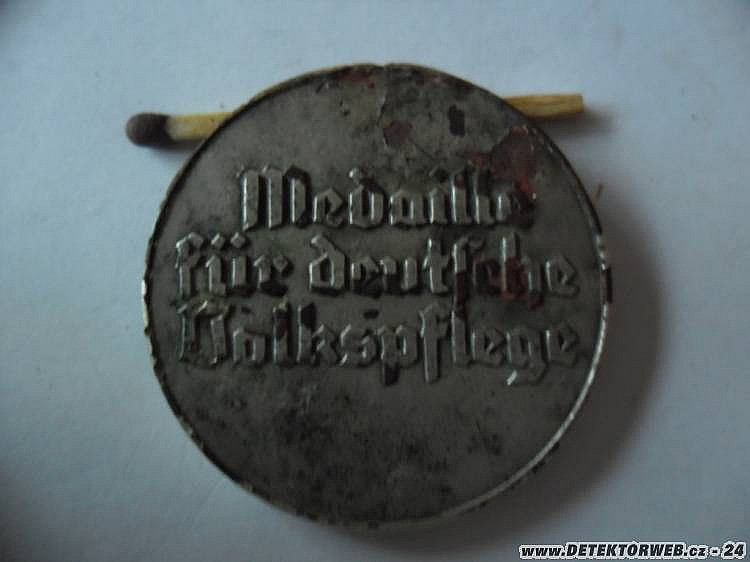 Medaille
für deutsche
Volkspflege
www.DETEKTORWEB.cz - 24